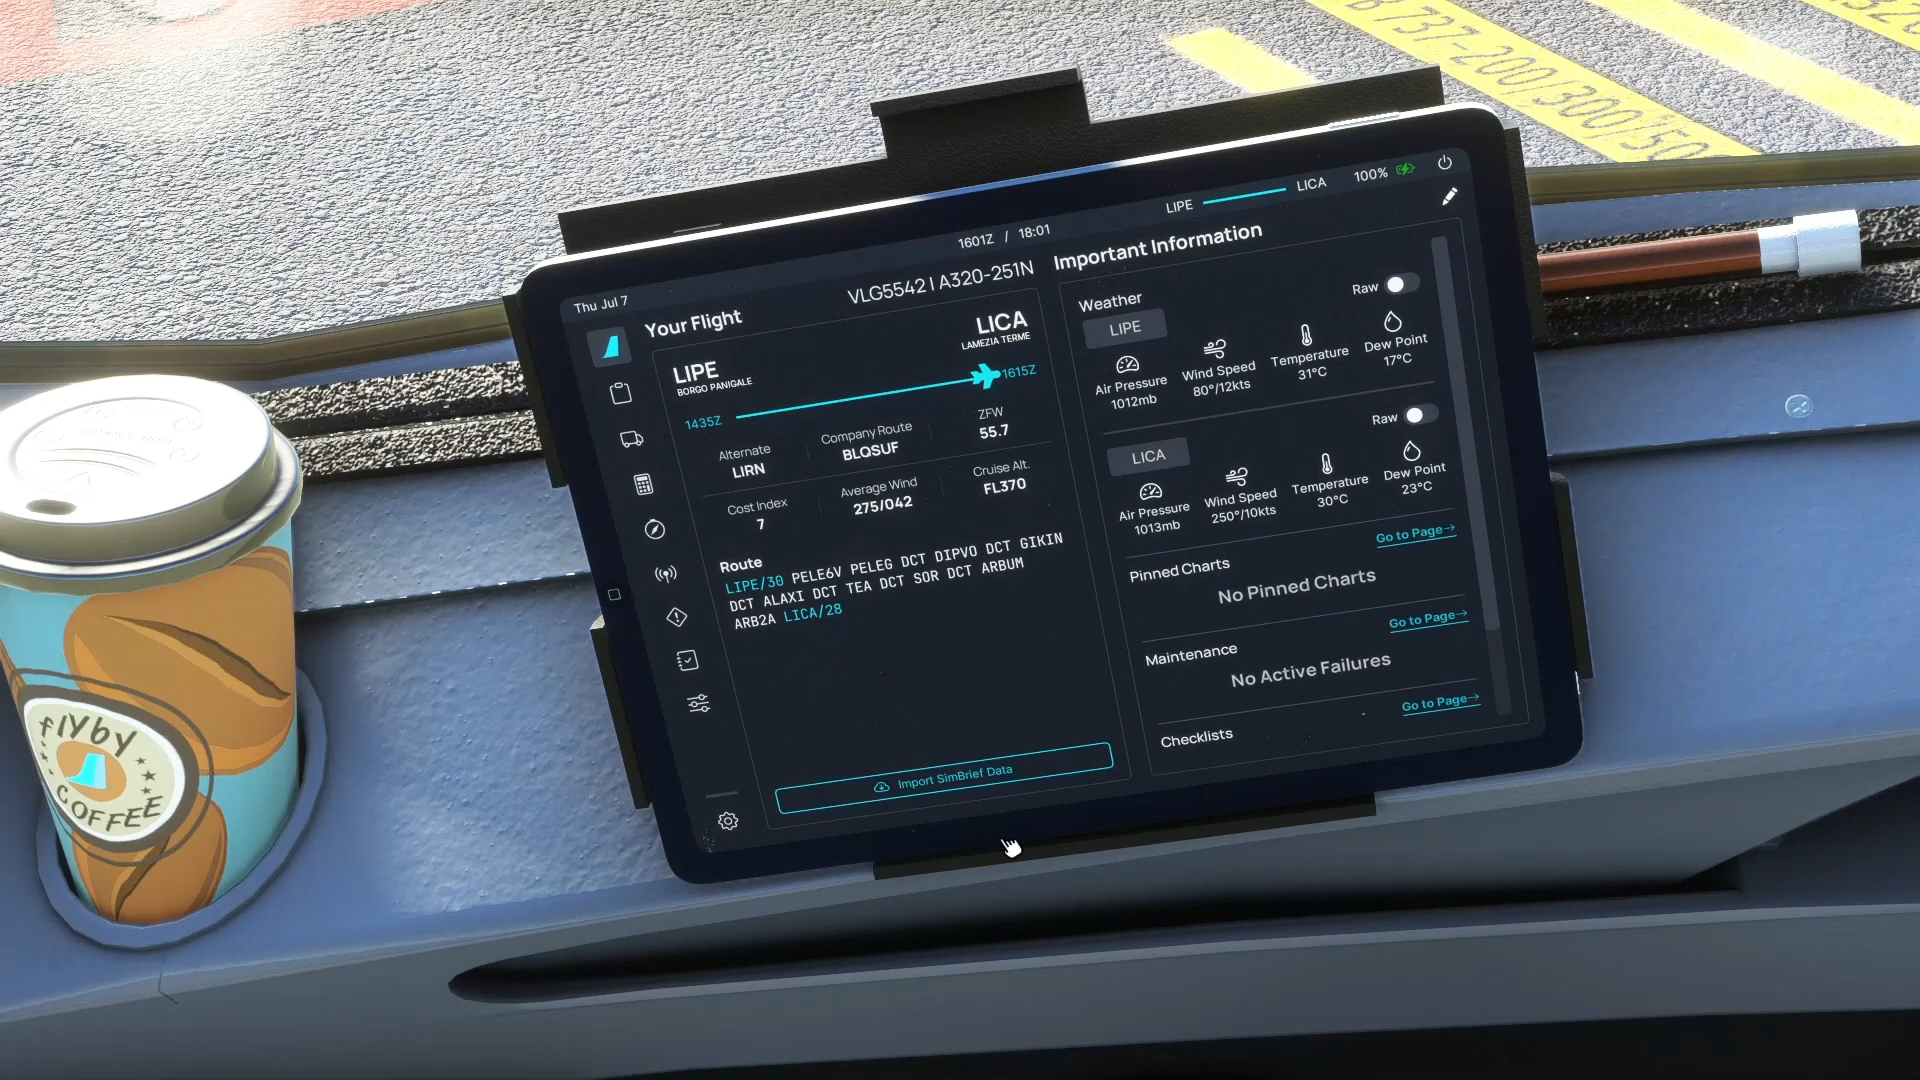 B737-200/300/50
320
Thu Jul 7
1601Z / 18:01
LIPE
LICA
100%
Your Flight
VLG5542 | A320-251N
LIPE
BORGO PANIGALE
LICA
LAMEZIA TERME
1435Z
1615Z
Alternate
LIRN
Company Route
BLQSUF
ZFW
55.7
Cost Index
7
Average Wind
275/042
Cruise Alt.
FL370
Route
LIPE/30 PELE6V PELEG DCT DIPVO DCT GIKIN
DCT ALAXI DCT TEA DCT SOR DCT ARBUM
ARB2A LICA/28
Import SimBrief Data
Important Information
Weather
Raw
LIPE
Air Pressure
1012mb
Wind Speed
80°/12kts
Temperature
31°C
Dew Point
17°C
Raw
LICA
Air Pressure
1013mb
Wind Speed
250°/10kts
Temperature
30°C
Dew Point
23°C
Pinned Charts
Go to Page→
No Pinned Charts
Maintenance
Go to Page→
No Active Failures
Checklists
Go to Page→
flyby
COFFEE